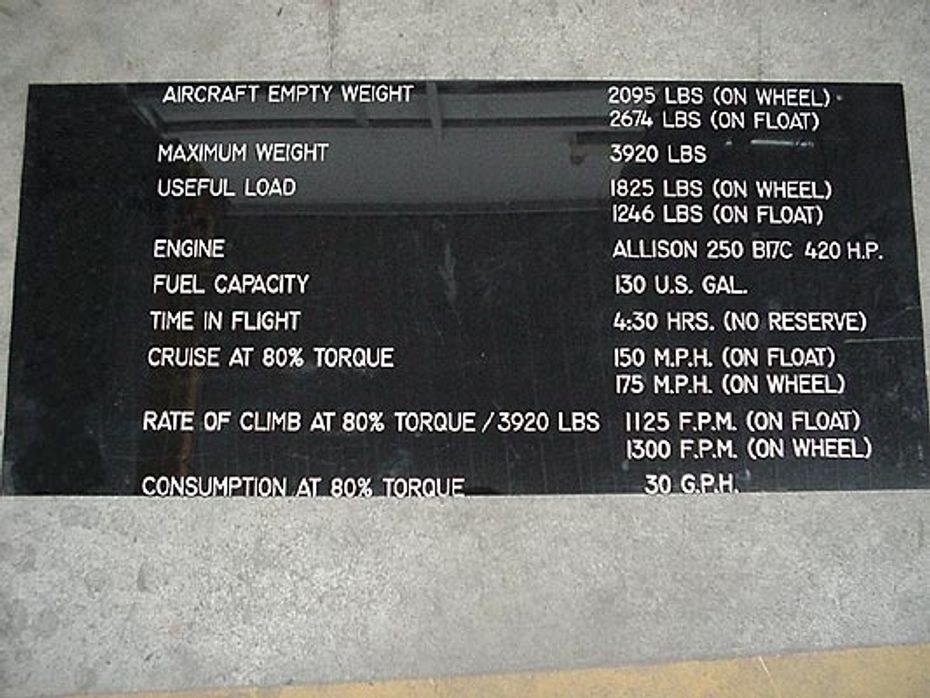 AIRCRAFT EMPTY WEIGHT 2095 LBS (ON WHEEL)
2674 LBS (ON FLOAT)
MAXIMUM WEIGHT 3920 LBS
USEFUL LOAD 1825 LBS (ON WHEEL)
1246 LBS (ON FLOAT)
ENGINE ALLISON 250 B17C 420 H.P.
FUEL CAPACITY 130 U.S. GAL.
TIME IN FLIGHT 4:30 HRS. (NO RESERVE)
CRUISE AT 80% TORQUE 150 M.P.H. (ON FLOAT)
175 M.P.H. (ON WHEEL)
RATE OF CLIMB AT 80% TORQUE / 3920 LBS 1125 F.P.M. (ON FLOAT)
1300 F.P.M. (ON WHEEL)
CONSUMPTION AT 80% TORQUE 30 G.P.H.